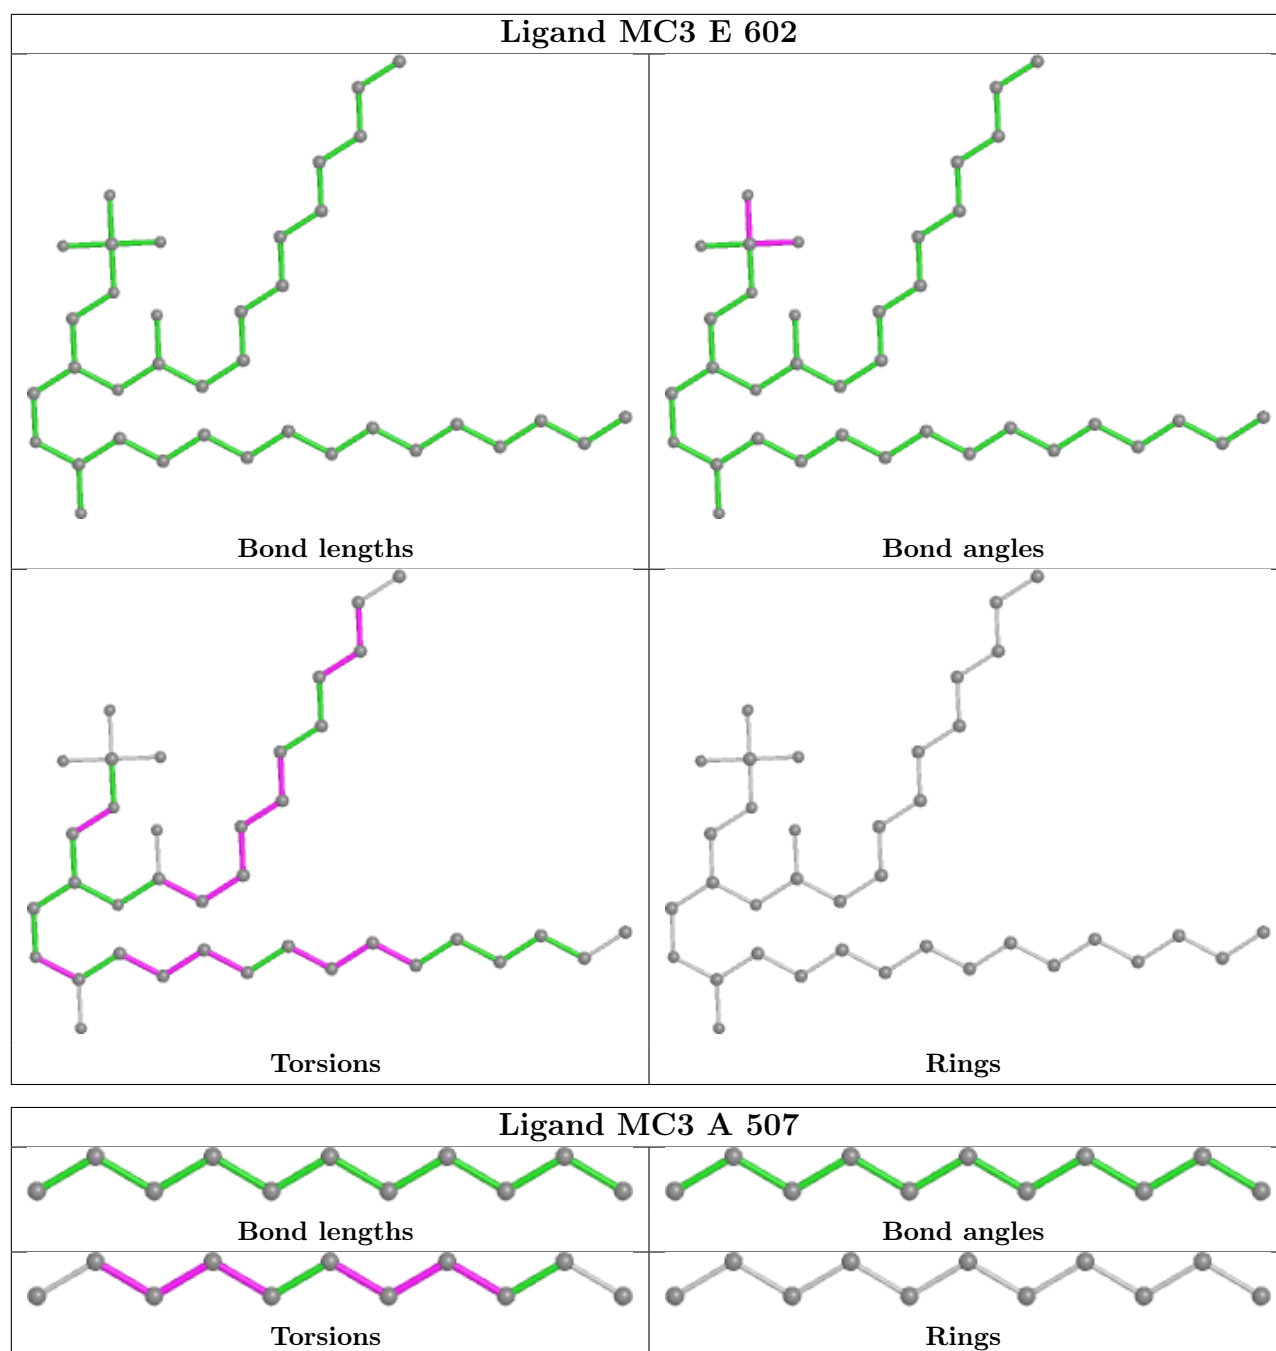 Ligand MC3 E 602
Bond lengths
Bond angles
Torsions
Rings
Ligand MC3 A 507
Bond lengths
Bond angles
Torsions
Rings